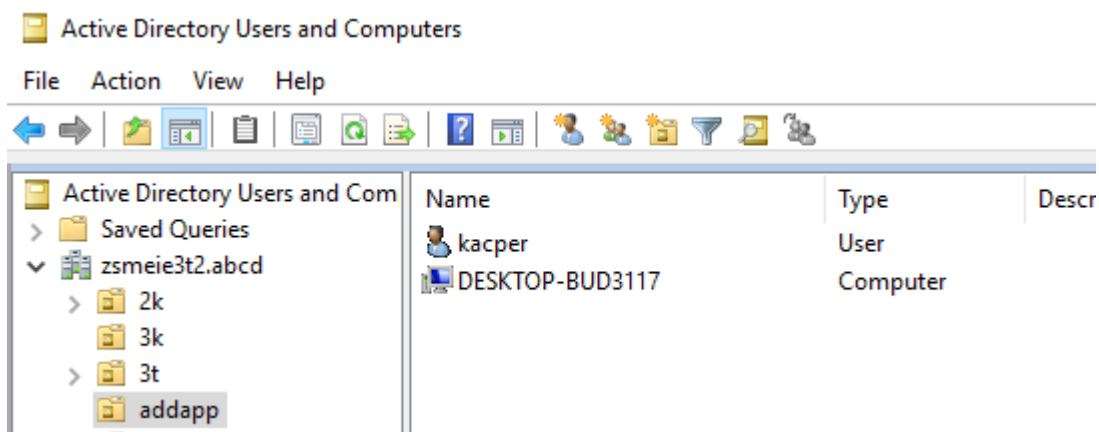 Active Directory Users and Computers
File Action View Help
Active Directory Users and Com
Saved Queries
zsmeie3t2.abcd
2k
3k
3t
addapp
Name Type Descr
kacper User
DESKTOP-BUD3117 Computer